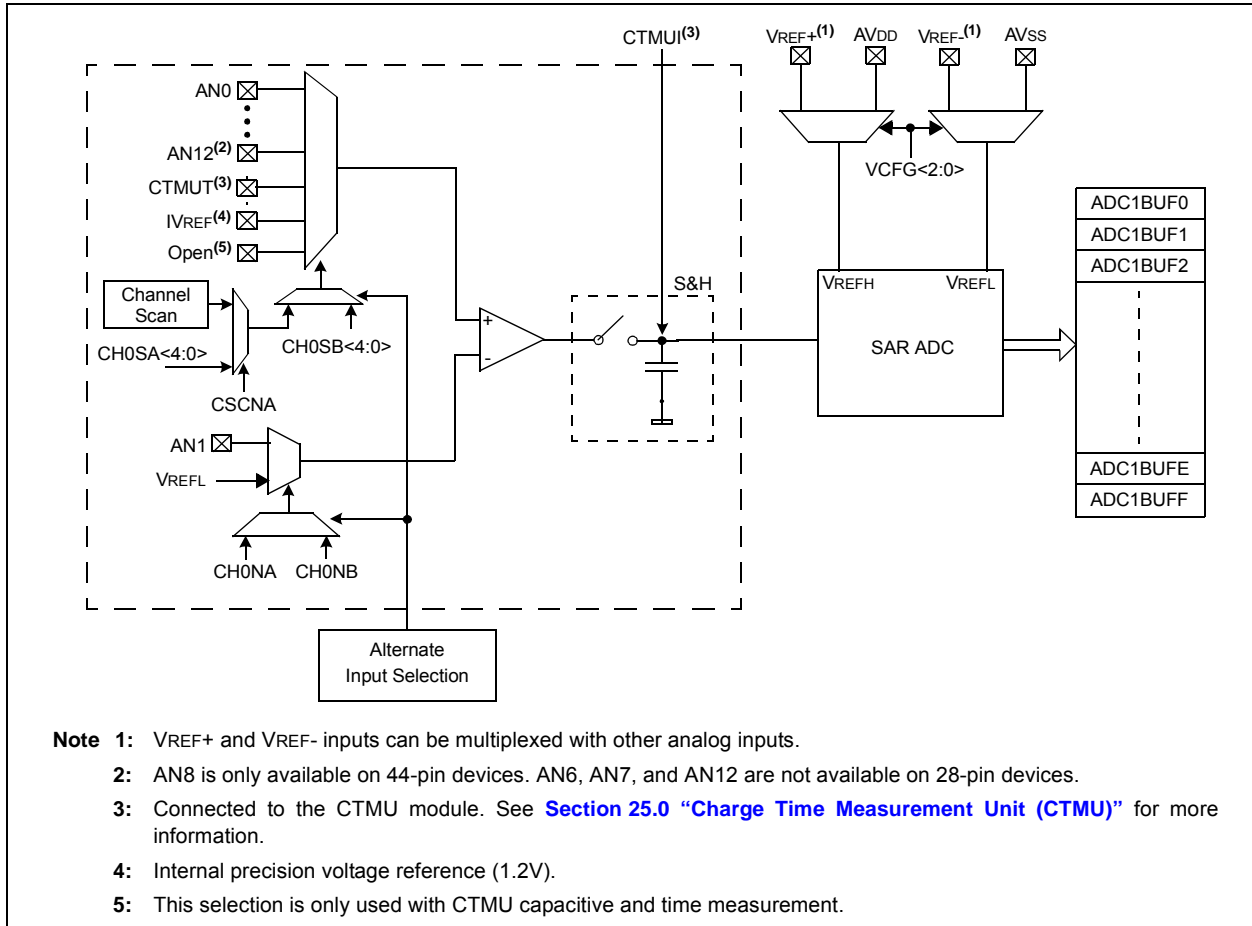 CTMUI(3)
VREF+(1) AVDD VREF-(1) AVSS
AN0
AN12(2)
CTMUT(3)
IVREF(4)
Open(5)
VCFG<2:0>
Channel
Scan
CH0SA<4:0>
CH0SB<4:0>
CSCNA
AN1
VREFL
CH0NA CH0NB
+
-
S&H
VREFH VREFL
SAR ADC
ADC1BUF0
ADC1BUF1
ADC1BUF2
ADC1BUFE
ADC1BUFF
Alternate
Input Selection
Note 1: VREF+ and VREF- inputs can be multiplexed with other analog inputs.
2: AN8 is only available on 44-pin devices. AN6, AN7, and AN12 are not available on 28-pin devices.
3: Connected to the CTMU module. See Section 25.0 “Charge Time Measurement Unit (CTMU)” for more
information.
4: Internal precision voltage reference (1.2V).
5: This selection is only used with CTMU capacitive and time measurement.